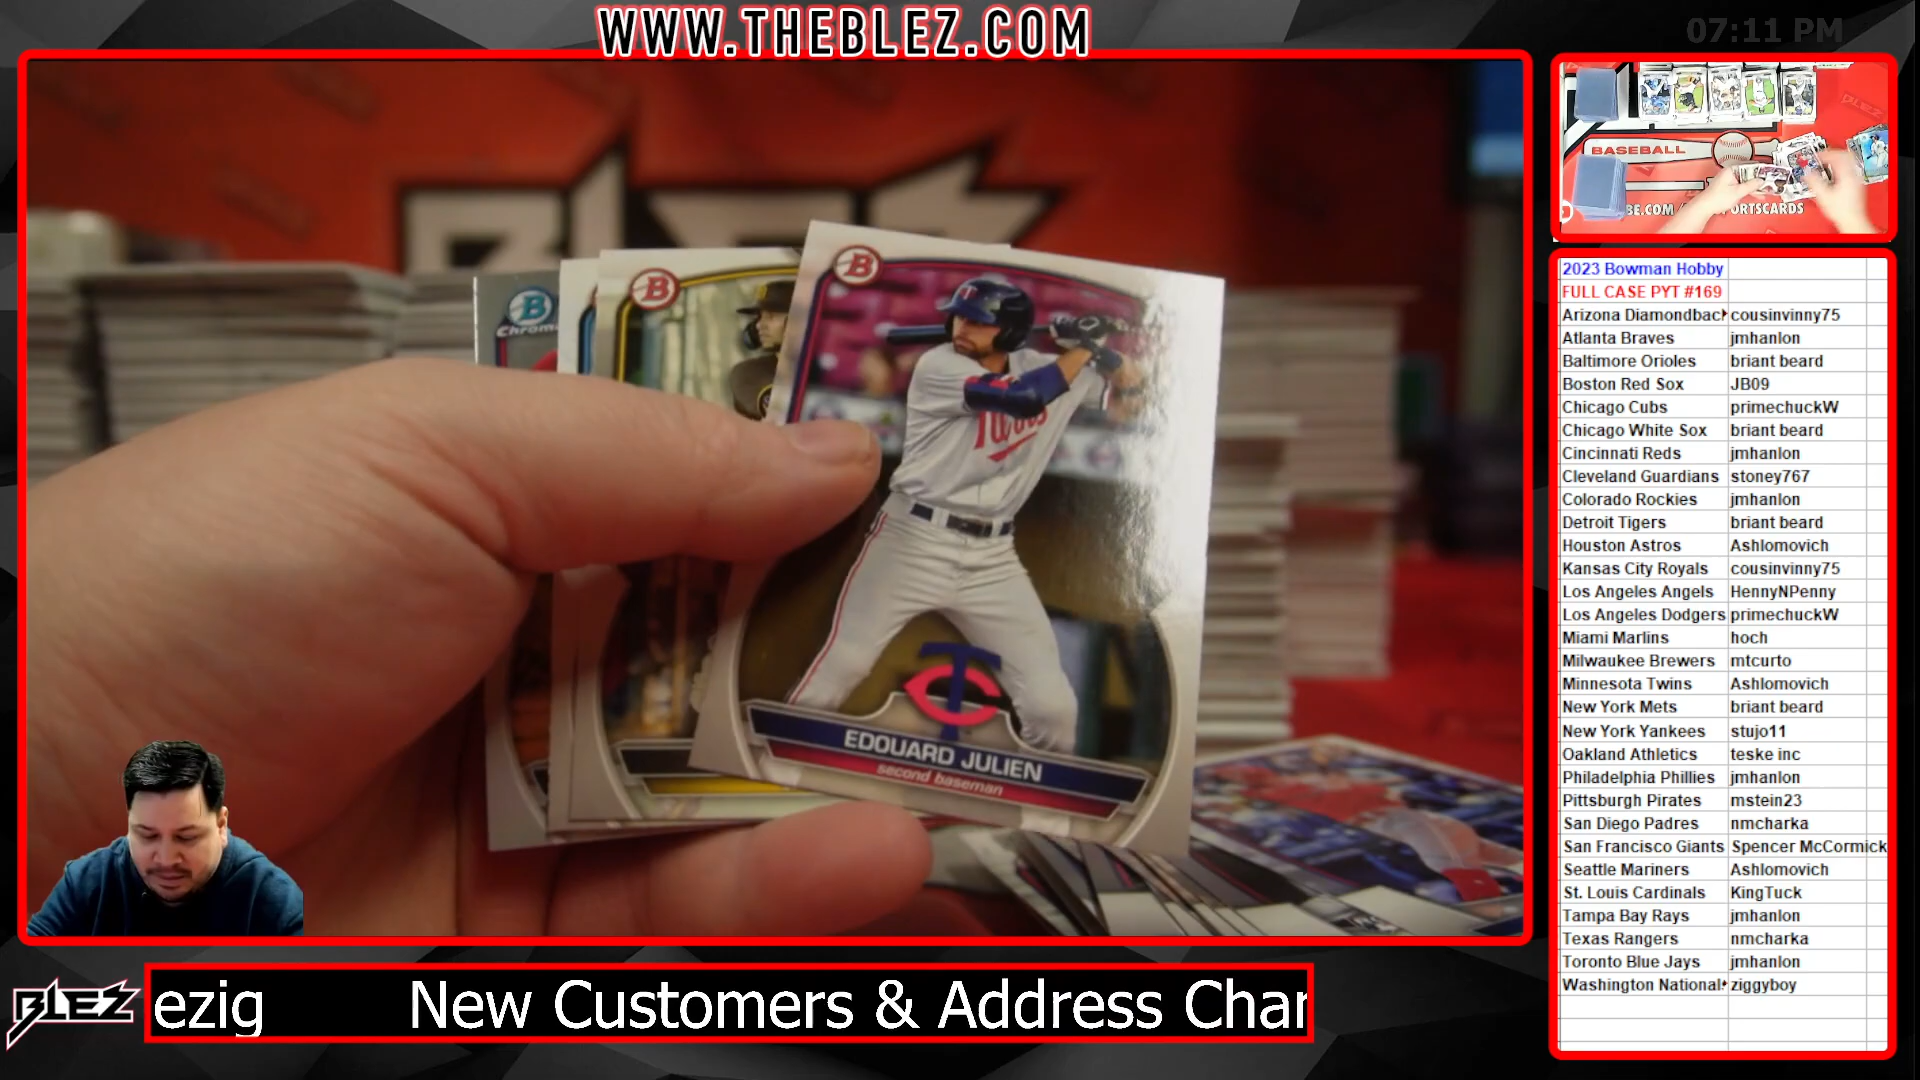 WWW.THEBLEZ.COM
07:11 PM
BASEBALL
2023 Bowman Hobby
FULL CASE PYT #169
Arizona Diamondbac cousinvinny75
Atlanta Braves jmhanlon
Baltimore Orioles briant beard
Boston Red Sox JB09
Chicago Cubs primechuckW
Chicago White Sox briant beard
Cincinnati Reds jmhanlon
Cleveland Guardians stoney767
Colorado Rockies jmhanlon
Detroit Tigers briant beard
Houston Astros Ashlomovich
Kansas City Royals cousinvinny75
Los Angeles Angels HennyNPenny
Los Angeles Dodgers primechuckW
Miami Marlins hoch
Milwaukee Brewers mtcurto
Minnesota Twins Ashlomovich
New York Mets briant beard
New York Yankees stujo11
Oakland Athletics teske inc
Philadelphia Phillies jmhanlon
Pittsburgh Pirates mstein23
San Diego Padres nmcharka
San Francisco Giants Spencer McCormick
Seattle Mariners Ashlomovich
St. Louis Cardinals KingTuck
Tampa Bay Rays jmhanlon
Texas Rangers nmcharka
Toronto Blue Jays jmhanlon
Washington National ziggyboy
BLEZ
B
B
B
Chrom
Twins
TC
EDOUARD JULIEN
second baseman
BLEZ
ezig New Customers & Address Char